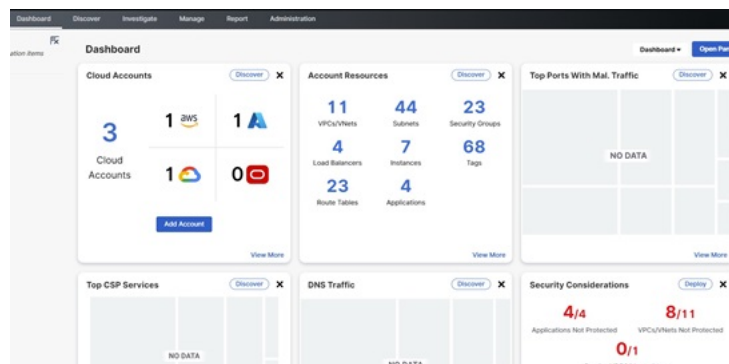 Dashboard Discover Investigate Manage Report Administration
ation items
Dashboard
Dashboard
Cloud Accounts Discover
3
Cloud
Accounts
1 aws
1
1
0
Add Account
View More
Account Resources Discover
11 44 23
VPCs/VNets Subnets Security Groups
4 7 68
Load Balancers Instances Tags
23 4
Route Tables Applications
View More
Top Ports With Mal. Traffic Discover
NO DATA
View More
Top CSP Services Discover
NO DATA
DNS Traffic Discover
Security Considerations Deploy
4/4 8/11
Applications Not Protected VPCs/VNets Not Protected
0/1